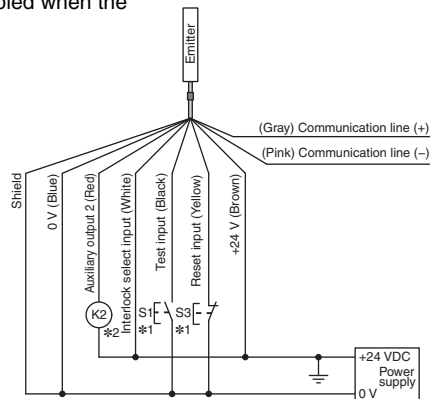 bled when the
Emitter
(Gray) Communication line (+)
(Pink) Communication line (−)
Shield
0 V (Blue)
Auxiliary output 2 (Red)
Interlock select input (White)
Test input (Black)
Reset input (Yellow)
+24 V (Brown)
K2
✽2
S1
✽1
S3
✽1
+24 VDC
Power
supply
0 V